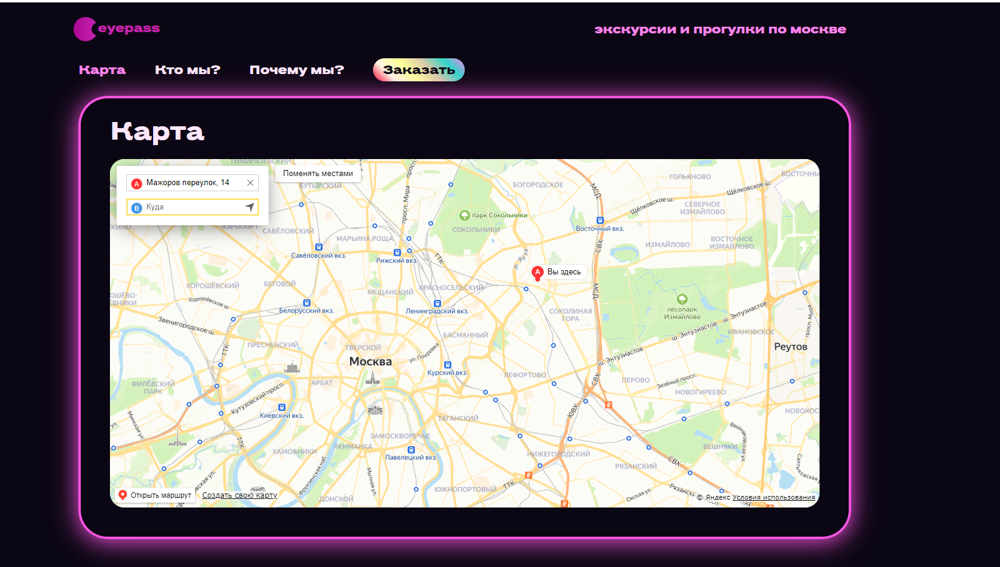 eyepass
экскурсии и прогулки по москве
Карта
Кто мы?
Почему мы?
Заказать
Карта
A Мажоров переулок, 14
B Куда
Поменять местами
ТИМИРЯЗЕВСКИЙ
БУТЫРСКИЙ
просп. Мира
просп.
БОГОРОДСКОЕ
МСД
ГОЛЬЯНОВО
ВОСТОЧНЫ
Щёлковское ш.
Щёлковское ш.
СЕВЕРНОЕ
ИЗМАЙЛОВО
парк Сокольники
СОКОЛЬНИКИ
Восточный вкз.
АЭРОПОРТ
САВЁЛОВСКИЙ
МАРЬИНА РОЩА
Савёловский вкз.
Рижский вкз.
ТТК
р. Яуза
СВХ
ИЗМАЙЛОВО
ВОСТОЧНОЕ
ИЗМАЙЛОВО
A Вы здесь
ХОРОШЁВСКИЙ
БЕГОВОЙ
МЕЩАНСКИЙ
КРАСНОСЕЛЬСКИЙ
МСД
ОШЁВО-
ЁВНИКИ
Хорошёвское ш.
Белорусский вкз.
Ленинградский вкз.
СОКОЛИНАЯ
ГОРА
лесопарк
Измайлово
ш. Энтузиастов
просп. Мира
Звенигородское ш.
БАСМАННЫЙ
ш. Энтузиастов
ИВАНОВСКОЕ
ПРЕСНЕНСКИЙ
ТТК
ТВЕРСКОЙ
Москва
ул. Покровка
ш. Энтузиастов
Реутов
Курский вкз.
ЛЕФОРТОВО
СВХ
ПЕРОВО
Зелёный просп.
ФИЛЁВСКИЙ
ПАРК
АРБАТ
Кутузовский просп.
НОВОГИРЕЕВО
Киевский вкз.
ТАГАНСКИЙ
ЮВХ
НОВОКОС
Минская ул.
ул.
ТТК
ЗАМОСКВОРЕЧЬЕ
ЯКИМАНКА
ХАМОВНИКИ
Павелецкий вкз.
НИЖЕГОРОДСКИЙ
Вешняковская ул.
ВЕШНЯКИ
РЯЗАНСКИЙ
СВХ
Салтыковская
Фрунзенская наб.
Мытная ул.
ЮЖНОПОРТОВЫЙ
ТТК
ДОНСКОЙ
Окская ул.
Открыть маршрут
Создать свою карту
© Яндекс Условия использования